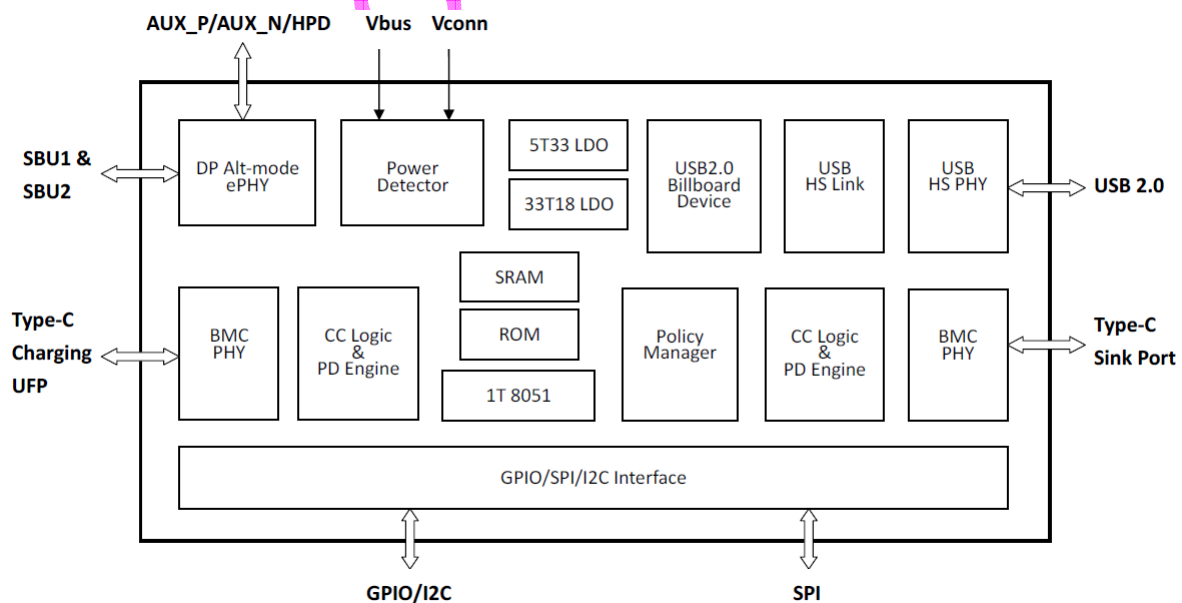 AUX_P/AUX_N/HPD
Vbus
Vconn
SBU1 &
SBU2
DP Alt-mode
ePHY
Power
Detector
5T33 LDO
33T18 LDO
USB2.0
Billboard
Device
USB
HS Link
USB
HS PHY
USB 2.0
Type-C
Charging
UFP
BMC
PHY
CC Logic
&
PD Engine
SRAM
ROM
1T 8051
Policy
Manager
CC Logic
&
PD Engine
BMC
PHY
Type-C
Sink Port
GPIO/SPI/I2C Interface
GPIO/I2C
SPI